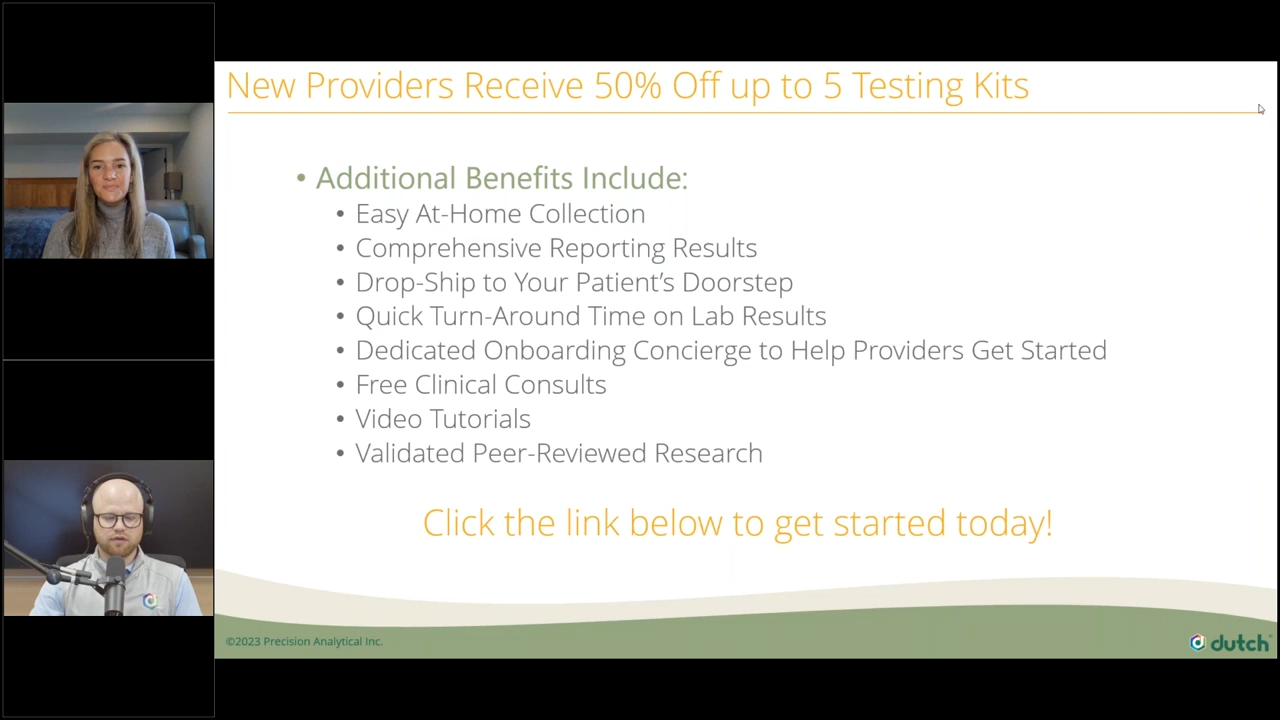 New Providers Receive 50% Off up to 5 Testing Kits
• Additional Benefits Include:
• Easy At-Home Collection
• Comprehensive Reporting Results
• Drop-Ship to Your Patient’s Doorstep
• Quick Turn-Around Time on Lab Results
• Dedicated Onboarding Concierge to Help Providers Get Started
• Free Clinical Consults
• Video Tutorials
• Validated Peer-Reviewed Research
Click the link below to get started today!
©2023 Precision Analytical Inc.
dutch